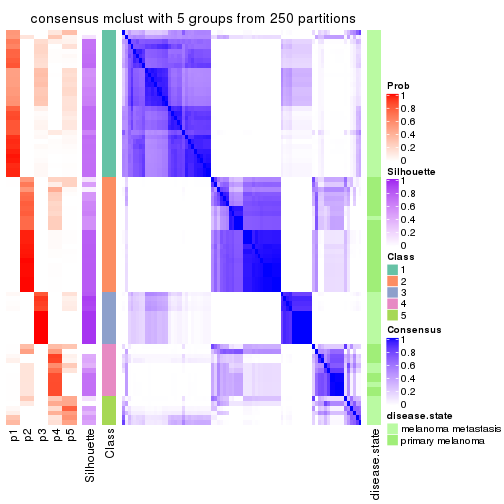 consensus mclust with 5 groups from 250 partitions
Prob
1
0.8
0.6
0.4
0.2
0
Silhouette
1
0.8
0.6
0.4
0.2
0
Class
1
2
3
4
5
Consensus
1
0.8
0.6
0.4
0.2
0
disease.state
melanoma metastasis
primary melanoma
p1
p2
p3
p4
p5
Silhouette
Class
disease.state